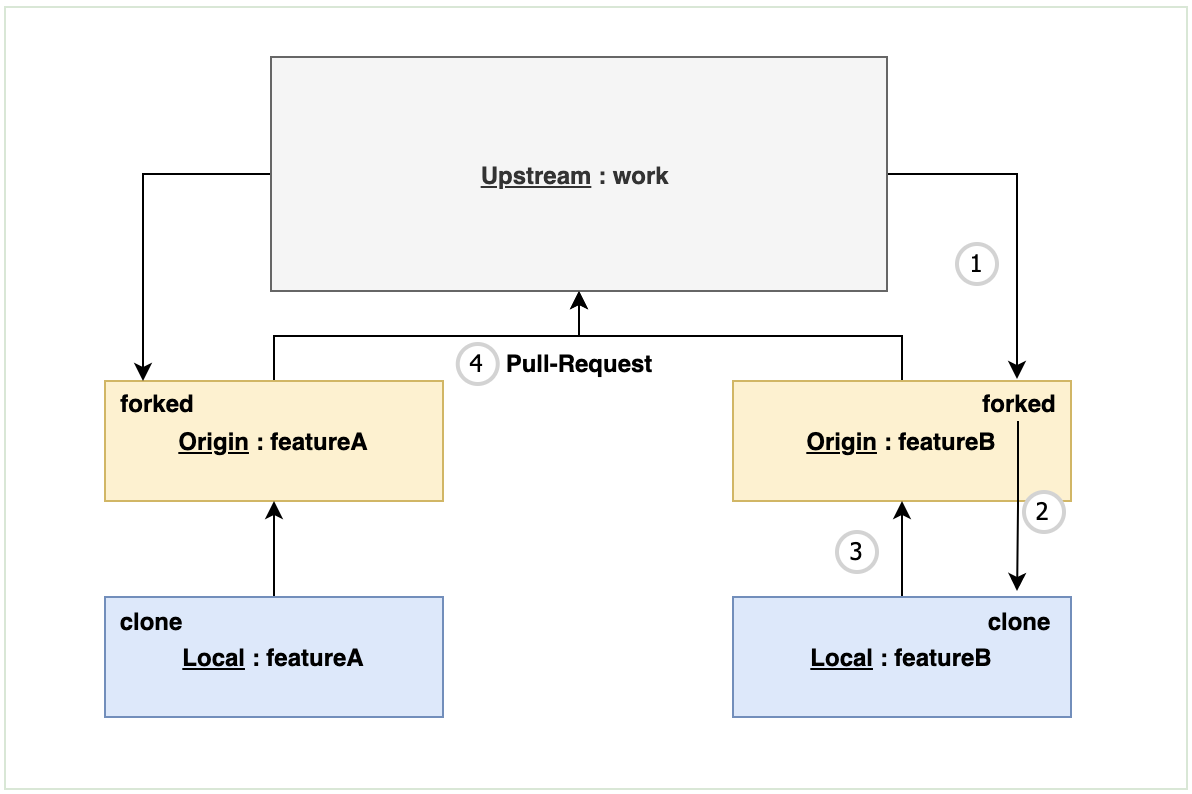 Upstream : work
1
4 Pull-Request
forked
Origin : featureA
forked
Origin : featureB
2
3
clone
Local : featureA
clone
Local : featureB